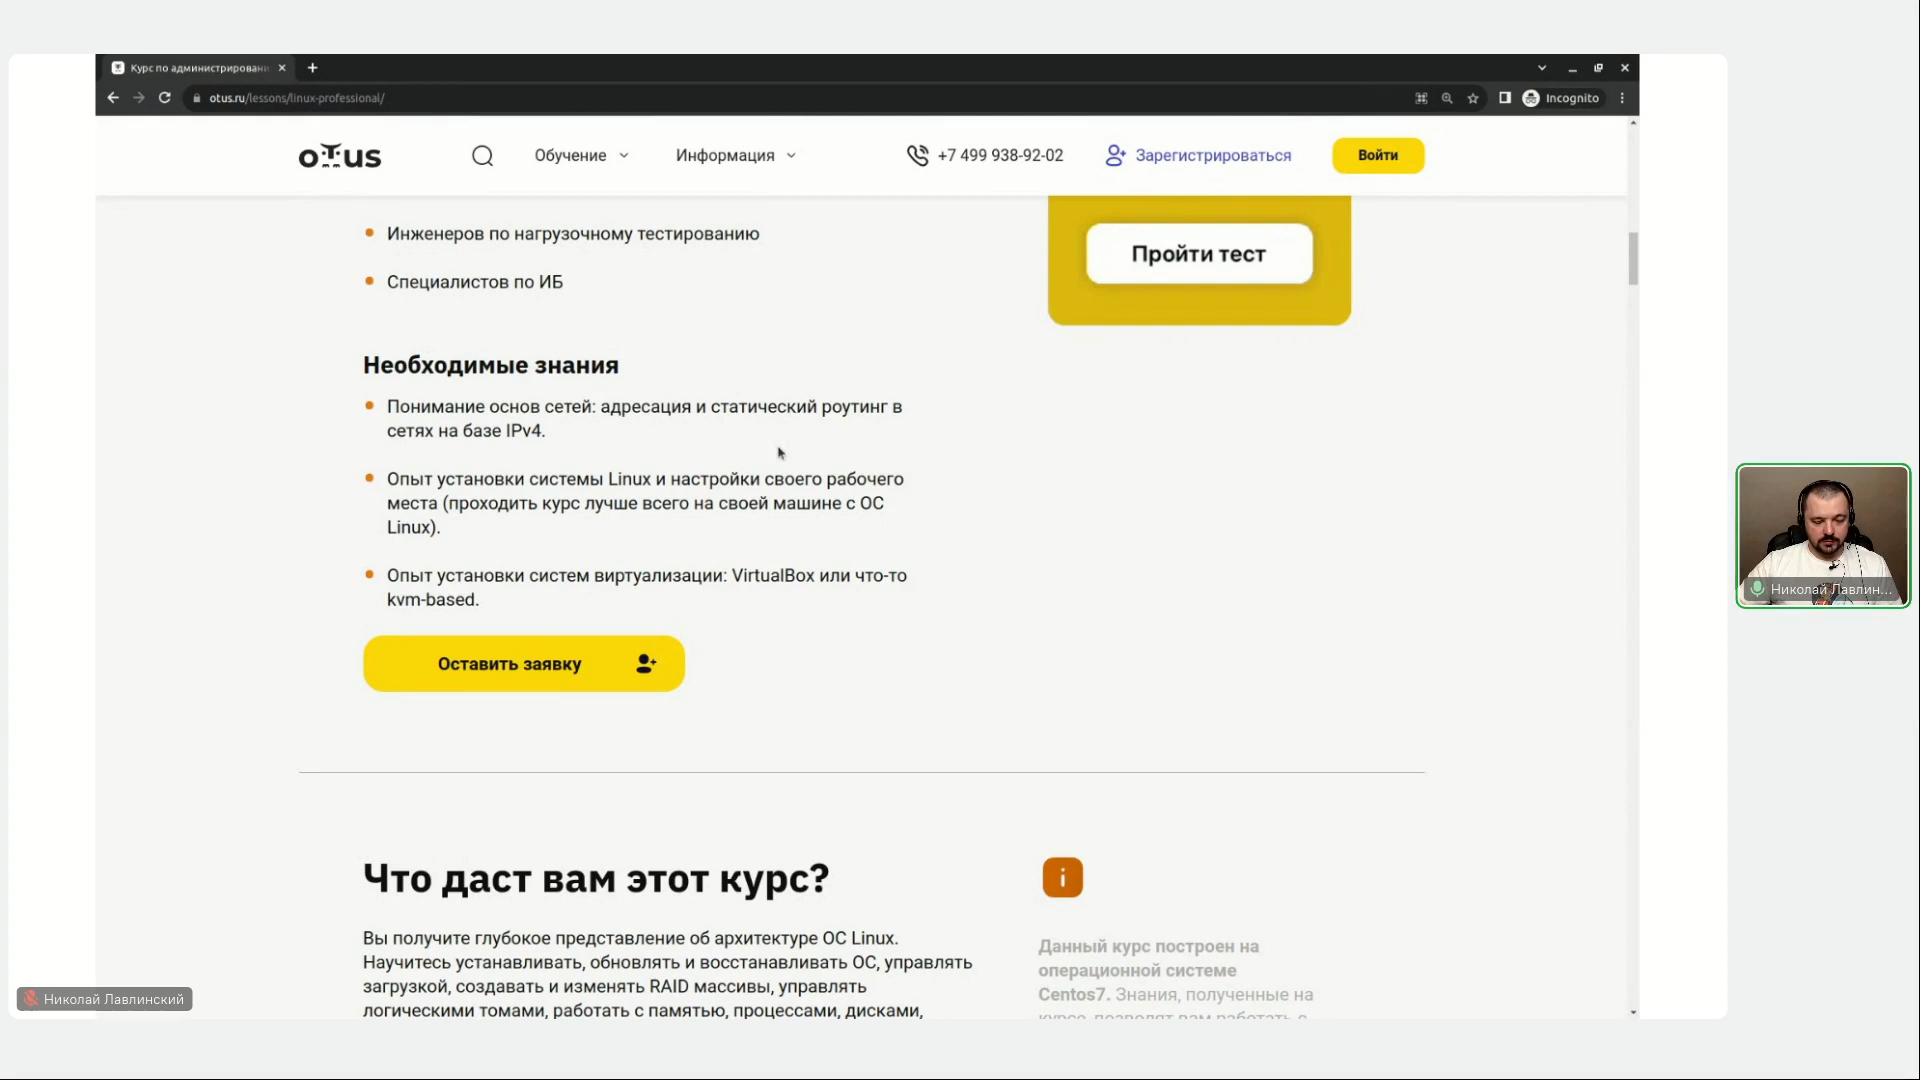 Курс по администрировани
otus.ru/lessons/linux-professional/
Incognito
oTus
Обучение
Информация
+7 499 938-92-02
Зарегистрироваться
Войти
Инженеров по нагрузочному тестированию
Специалистов по ИБ
Пройти тест
Необходимые знания
Понимание основ сетей: адресация и статический роутинг в
сетях на базе IPv4.
Опыт установки системы Linux и настройки своего рабочего
места (проходить курс лучше всего на своей машине с ОС
Linux).
Опыт установки систем виртуализации: VirtualBox или что-то
kvm-based.
Оставить заявку
Что даст вам этот курс?
Вы получите глубокое представление об архитектуре ОС Linux.
Научитесь устанавливать, обновлять и восстанавливать ОС, управлять
загрузкой, создавать и изменять RAID массивы, управлять
логическими томами, работать с памятью, процессами, дисками,
Данный курс построен на
операционной системе
Centos7. Знания, полученные на
курсе, позволят вам работать с
Николай Лавлин...
Николай Лавлинский